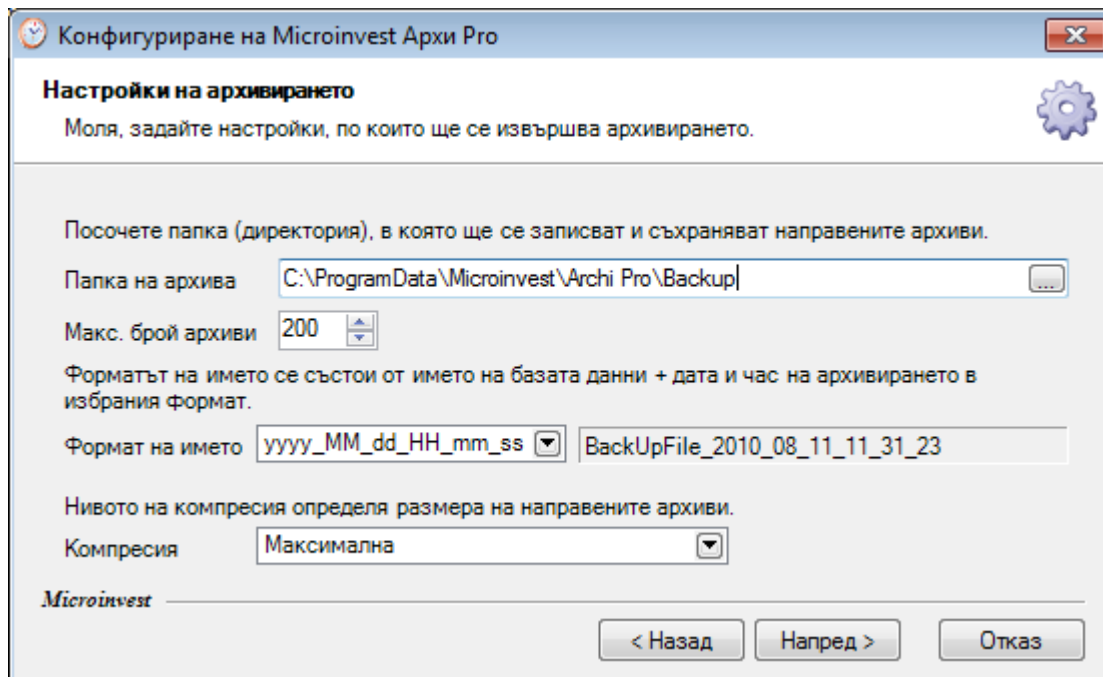 Конфигуриране на Microinvest Архи Pro
Настройки на архивирането
Моля, задайте настройки, по които ще се извършва архивирането.
Посочете папка (директория), в която ще се записват и съхраняват направените архиви.
Папка на архива C:\ProgramData\Microinvest\Archi Pro\Backup ...
Макс. брой архиви 200
Форматът на името се състои от името на базата данни + дата и час на архивирането в
избрания формат.
Формат на името yyyy_MM_dd_HH_mm_ss BackUpFile_2010_08_11_11_31_23
Нивото на компресия определя размера на направените архиви.
Компресия Максимална
Microinvest
< Назад Напред > Отказ